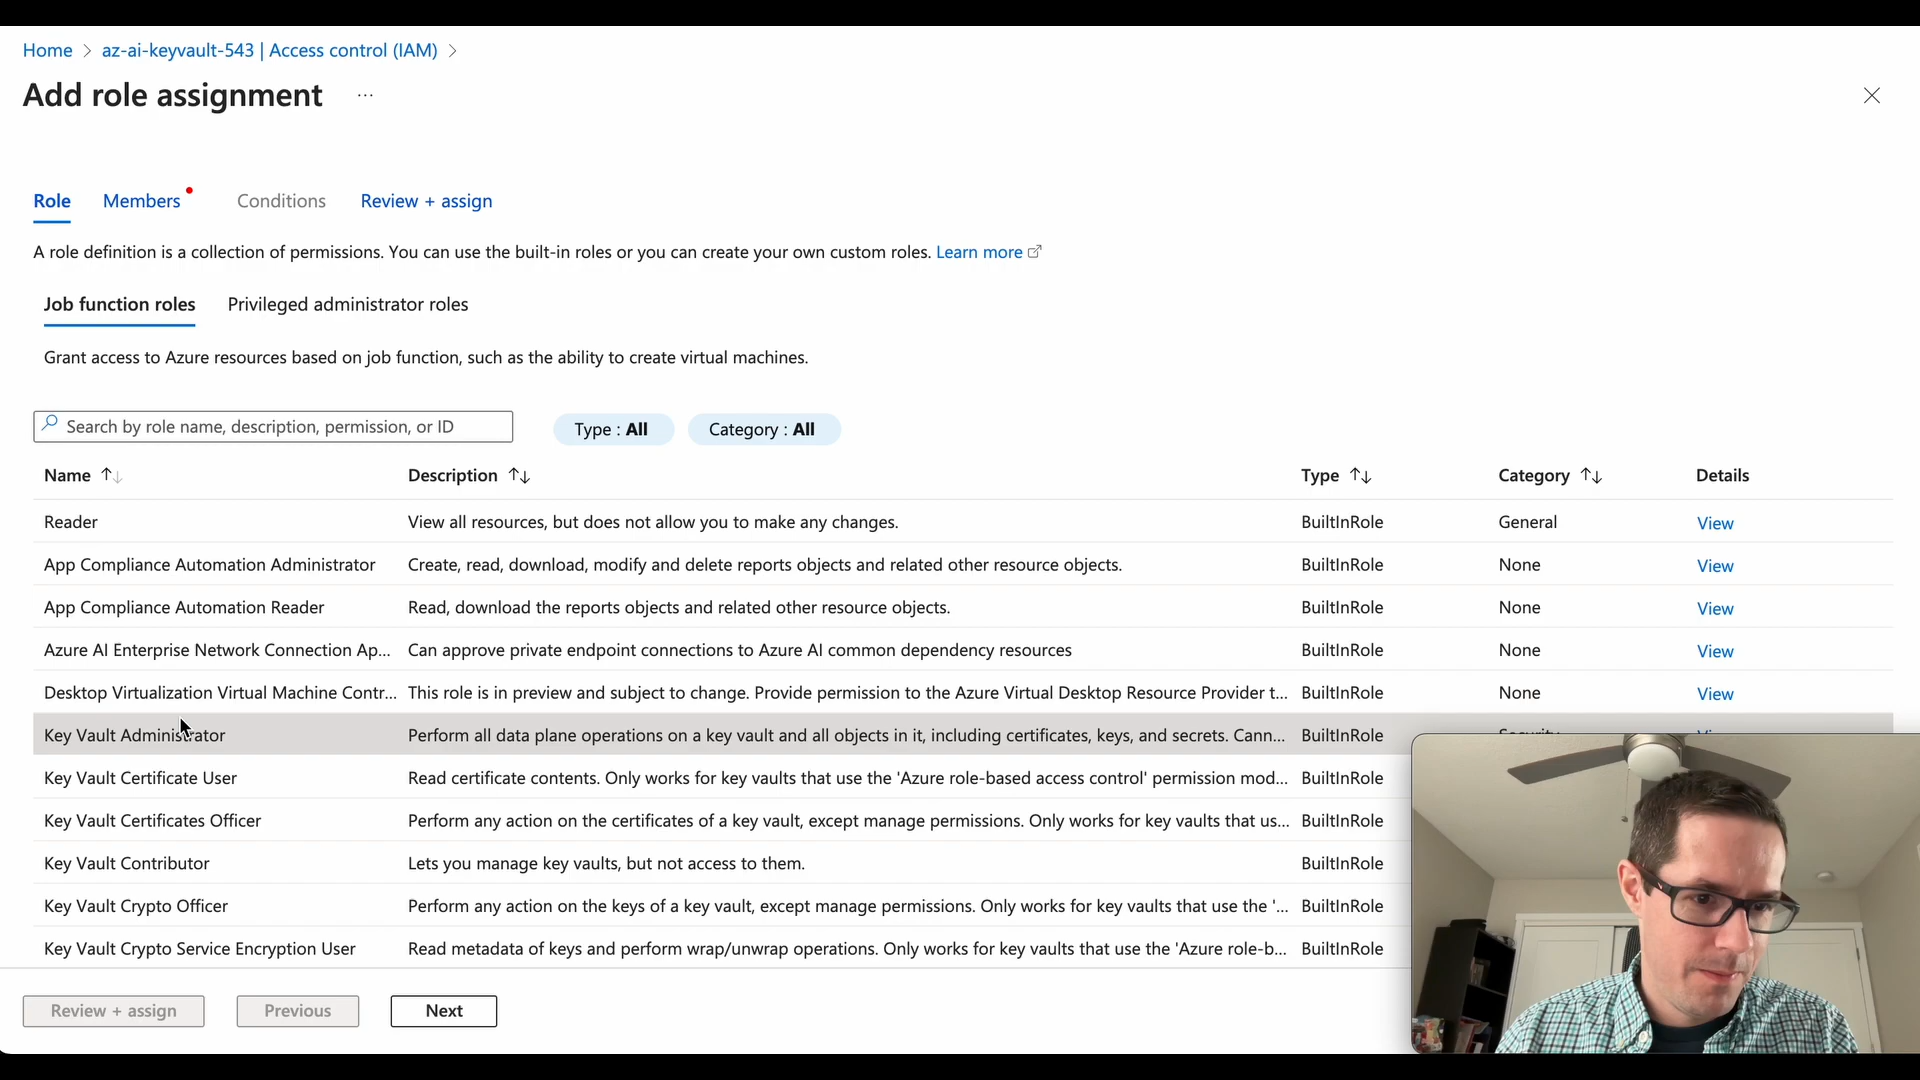 Home > az-ai-keyvault-543 | Access control (IAM) >
Add role assignment ...
Role Members Conditions Review + assign
A role definition is a collection of permissions. You can use the built-in roles or you can create your own custom roles. Learn more
Job function roles Privileged administrator roles
Grant access to Azure resources based on job function, such as the ability to create virtual machines.
Search by role name, description, permission, or ID Type : All Category : All
Name Description Type Category Details
Reader View all resources, but does not allow you to make any changes. BuiltInRole General View
App Compliance Automation Administrator Create, read, download, modify and delete reports objects and related other resource objects. BuiltInRole None View
App Compliance Automation Reader Read, download the reports objects and related other resource objects. BuiltInRole None View
Azure AI Enterprise Network Connection Ap... Can approve private endpoint connections to Azure AI common dependency resources BuiltInRole None View
Desktop Virtualization Virtual Machine Contr... This role is in preview and subject to change. Provide permission to the Azure Virtual Desktop Resource Provider t... BuiltInRole None View
Key Vault Administrator Perform all data plane operations on a key vault and all objects in it, including certificates, keys, and secrets. Cann... BuiltInRole
Key Vault Certificate User Read certificate contents. Only works for key vaults that use the 'Azure role-based access control' permission mod... BuiltInRole
Key Vault Certificates Officer Perform any action on the certificates of a key vault, except manage permissions. Only works for key vaults that us... BuiltInRole
Key Vault Contributor Lets you manage key vaults, but not access to them. BuiltInRole
Key Vault Crypto Officer Perform any action on the keys of a key vault, except manage permissions. Only works for key vaults that use the '... BuiltInRole
Key Vault Crypto Service Encryption User Read metadata of keys and perform wrap/unwrap operations. Only works for key vaults that use the 'Azure role-b... BuiltInRole
Review + assign Previous Next